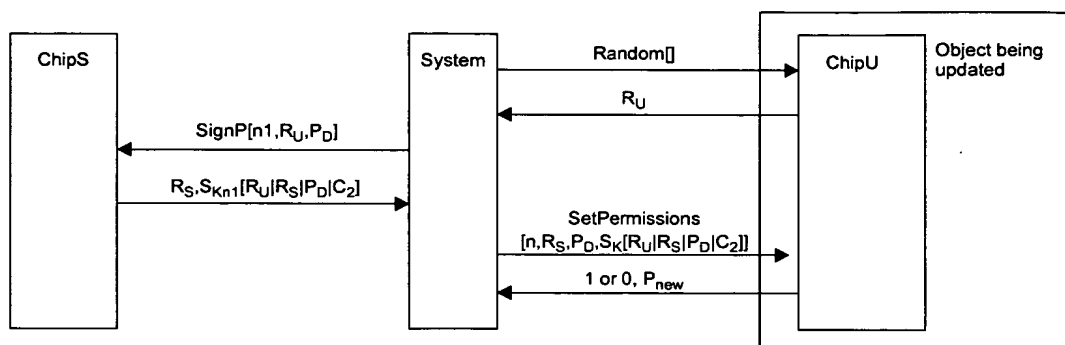 ChipS
System
ChipU
Object being
updated
Random[]
R_U
SignP[n1,R_U,P_D]
R_S,S_Kn1[R_U|R_S|P_D|C_2]
SetPermissions
[n,R_S,P_D,S_K[R_U|R_S|P_D|C_2]]
1 or 0, P_new